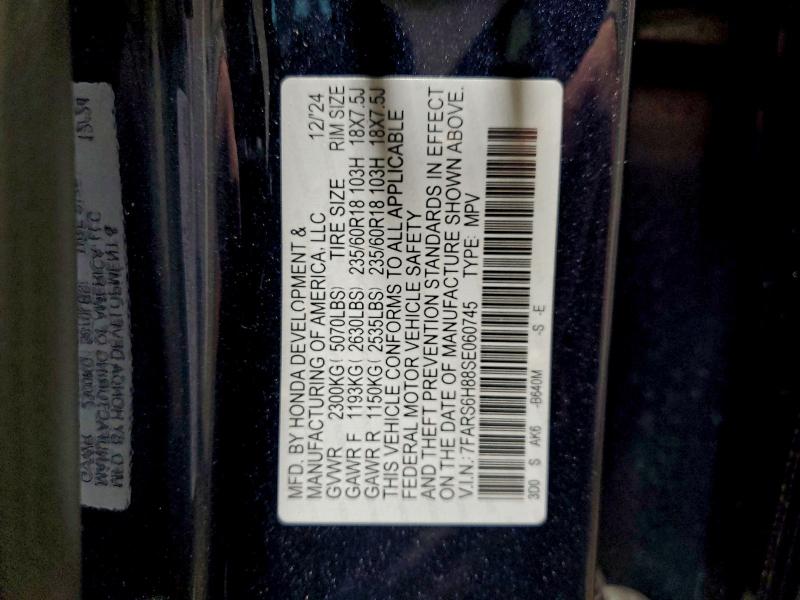 MFD. BY HONDA DEVELOPMENT &
MANUFACTURING OF AMERICA, LLC 12/'24
GVWR 2300KG( 5070LBS) TIRE SIZE RIM SIZE
GAWR F 1193KG( 2630LBS) 235/60R18 103H 18X7.5J
GAWR R 1150KG( 2535LBS) 235/60R18 103H 18X7.5J
THIS VEHICLE CONFORMS TO ALL APPLICABLE
FEDERAL MOTOR VEHICLE SAFETY
AND THEFT PREVENTION STANDARDS IN EFFECT
ON THE DATE OF MANUFACTURE SHOWN ABOVE.
V.I.N.: 7FARS6H88SE060745 TYPE: MPV
3D0 S AK6 -B640M -S -E